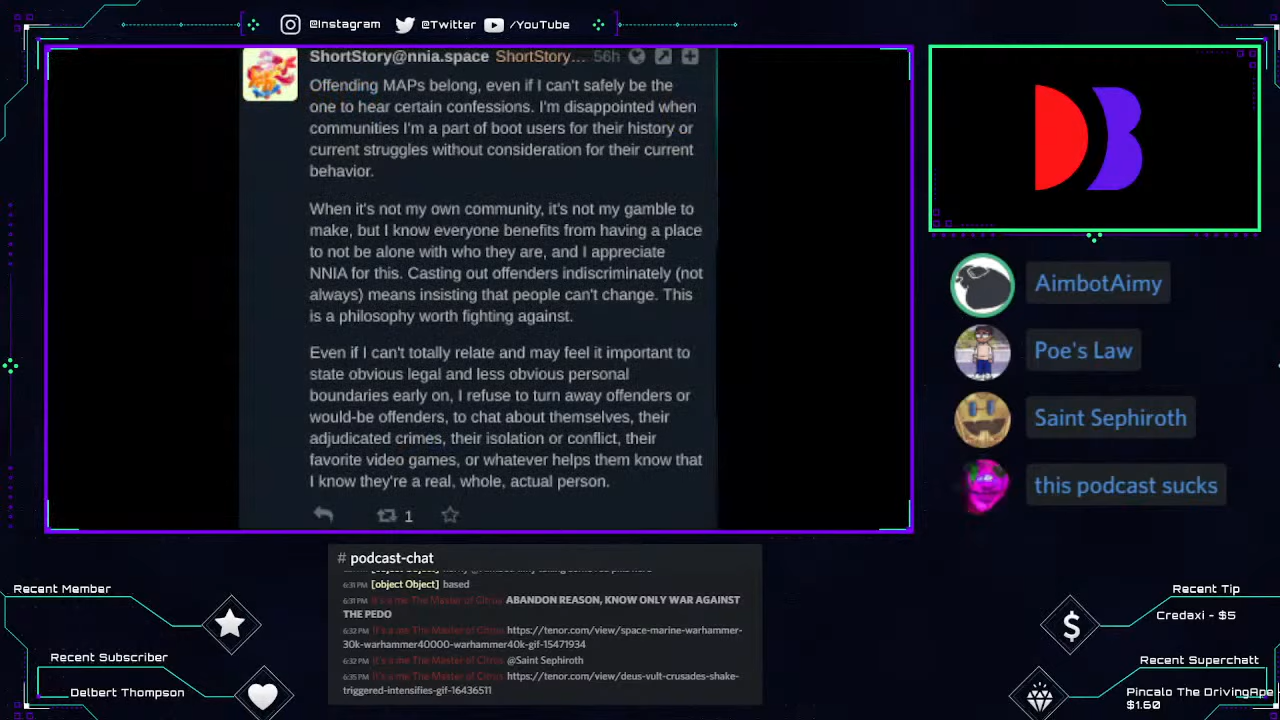 @Instagram @Twitter /YouTube
ShortStory@nnia.space ShortStory... 56h
Offending MAPs belong, even if I can't safely be the
one to hear certain confessions. I'm disappointed when
communities I'm a part of boot users for their history or
current struggles without consideration for their current
behavior.
When it's not my own community, it's not my gamble to
make, but I know everyone benefits from having a place
to not be alone with who they are, and I appreciate
NNIA for this. Casting out offenders indiscriminately (not
always) means insisting that people can't change. This
is a philosophy worth fighting against.
Even if I can't totally relate and may feel it important to
state obvious legal and less obvious personal
boundaries early on, I refuse to turn away offenders or
would-be offenders, to chat about themselves, their
adjudicated crimes, their isolation or conflict, their
favorite video games, or whatever helps them know that
I know they're a real, whole, actual person.
1
AimbotAimy
Poe's Law
Saint Sephiroth
this podcast sucks
# podcast-chat
6:31 PM [object Object] based
6:31 PM It's a me The Master of Citrus ABANDON REASON, KNOW ONLY WAR AGAINST
THE PEDO
6:32 PM It's a me The Master of Citrus https://tenor.com/view/space-marine-warhammer-
30k-warhammer40000-warhammer40k-gif-15471934
6:32 PM It's a me The Master of Citrus @Saint Sephiroth
6:35 PM It's a me The Master of Citrus https://tenor.com/view/deus-vult-crusades-shake-
triggered-intensifies-gif-16436511
Recent Member
Recent Subscriber
Delbert Thompson
Recent Tip
Credaxi - $5
Recent Superchatt
Pincalo The DrivingApe
$1.60